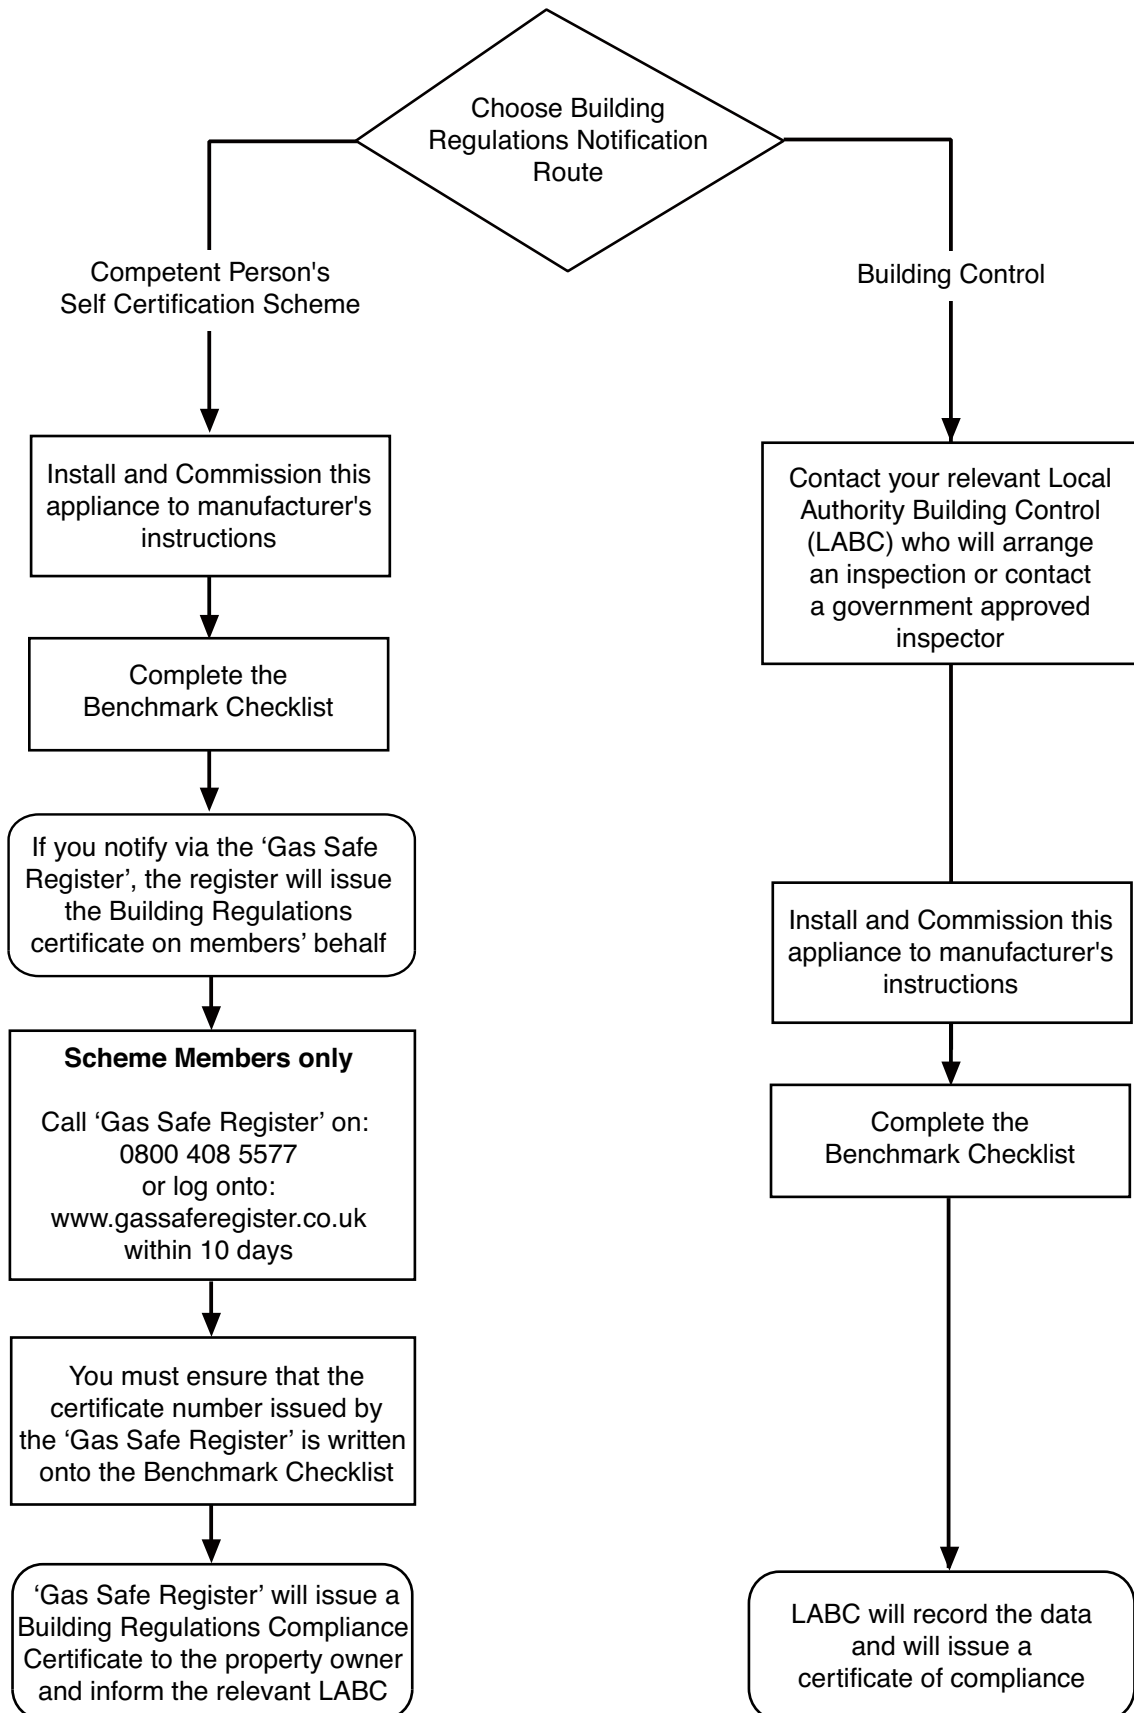 Choose Building
Regulations Notification
Route
Competent Person's
Self Certification Scheme
Building Control
Install and Commission this
appliance to manufacturer's
instructions
Complete the
Benchmark Checklist
If you notify via the ‘Gas Safe
Register’, the register will issue
the Building Regulations
certificate on members’ behalf
Scheme Members only
Call ‘Gas Safe Register’ on:
0800 408 5577
or log onto:
www.gassaferegister.co.uk
within 10 days
You must ensure that the
certificate number issued by
the ‘Gas Safe Register’ is written
onto the Benchmark Checklist
‘Gas Safe Register’ will issue a
Building Regulations Compliance
Certificate to the property owner
and inform the relevant LABC
Contact your relevant Local
Authority Building Control
(LABC) who will arrange
an inspection or contact
a government approved
inspector
Install and Commission this
appliance to manufacturer's
instructions
Complete the
Benchmark Checklist
LABC will record the data
and will issue a
certificate of compliance